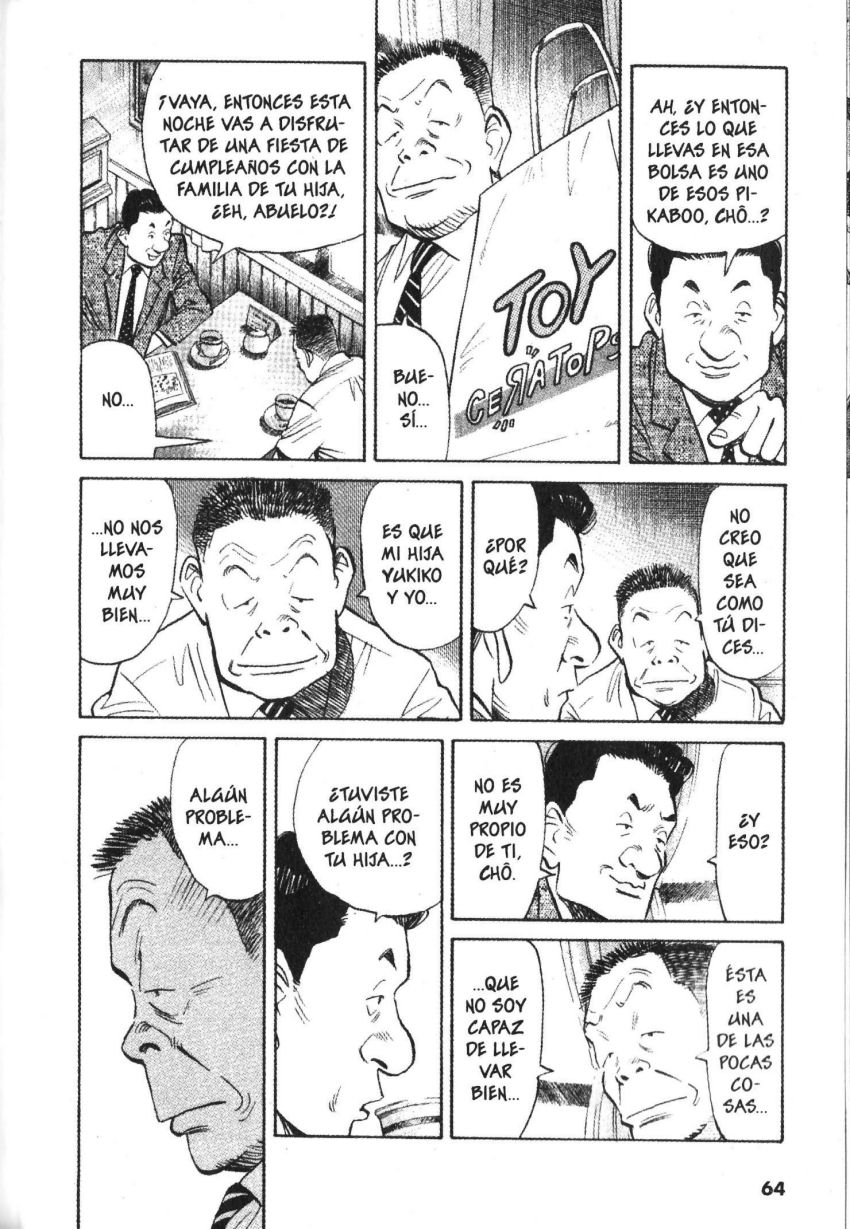 AH, ¿Y ENTON-
CES LO QUE
LLEVAS EN ESA
BOLSA ES UNO
DE ESOS PI-
KABOO, CHÔ...?
TOY
CERATOPS
BUE-
NO...
SÍ...
¡VAYA, ENTONCES ESTA
NOCHE VAS A DISFRU-
TAR DE UNA FIESTA DE
CUMPLEAÑOS CON LA
FAMILIA DE TU HIJA,
¿EH, ABUELO?!
NO...
NO
CREO
QUE
SEA
COMO
TÚ DI-
CES...
¿POR
QUÉ?
ES QUE
MI HIJA
YUKIKO
Y YO...
...NO NOS
LLEVA-
MOS
MUY
BIEN...
¿Y
ESO?
NO ES
MUY
PROPIO
DE TI,
CHÔ.
ÉSTA
ES
UNA
DE LAS
POCAS
CO-
SAS...
...QUE
NO SOY
CAPAZ
DE LLE-
VAR
BIEN...
¿TUVISTE
ALGÚN PRO-
BLEMA CON
TU HIJA...?
ALGÚN
PROBLE-
MA...
64